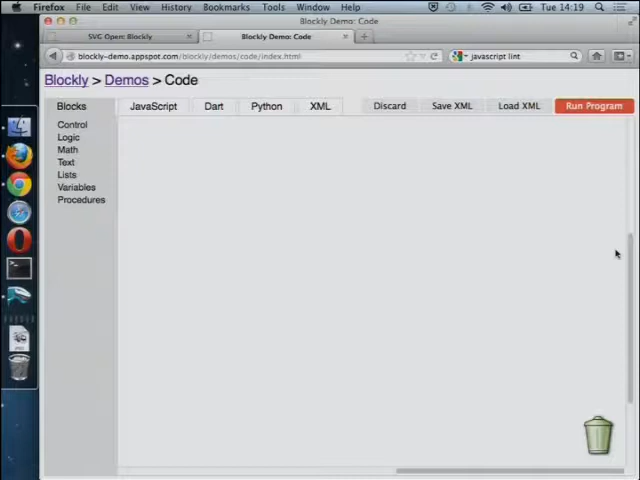 Firefox File Edit View History Bookmarks Tools Window Help Tue 14:19
Blockly Demo: Code
SVG Open: Blockly
Blockly Demo: Code
blockly-demo.appspot.com/blockly/demos/code/index.html
javascript lint
Blockly > Demos > Code
Blocks JavaScript Dart Python XML Discard Save XML Load XML Run Program
Control
Logic
Math
Text
Lists
Variables
Procedures